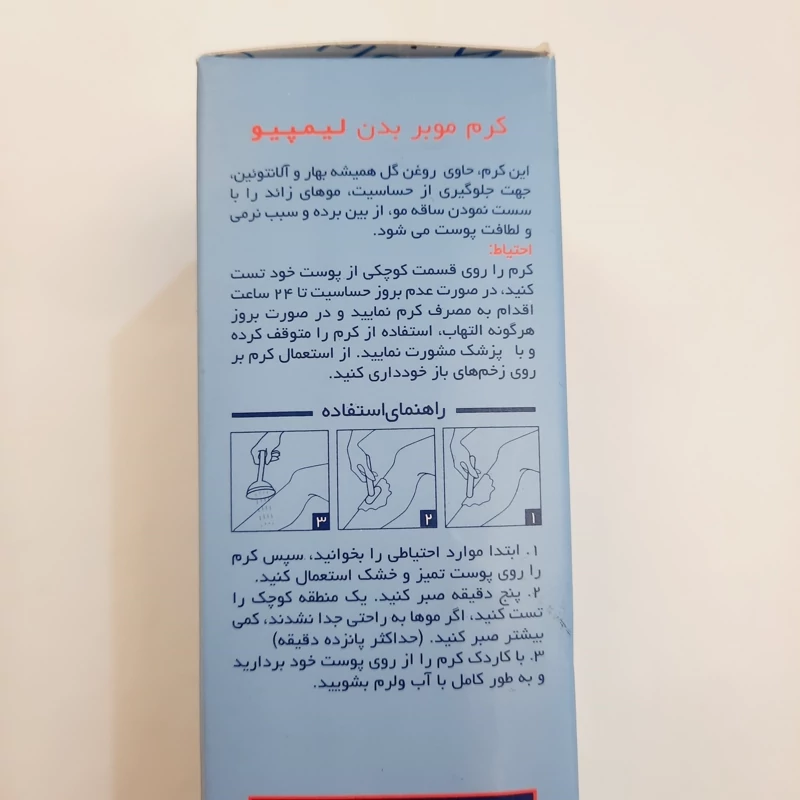 کرم موبر بدن لیمپیو
این کرم، حاوی روغن گل همیشه بهار و آلانتوئین،
جهت جلوگیری از حساسیت، موهای زائد را با
سست نمودن ساقه مو، از بین برده و سبب نرمی
و لطافت پوست می شود.
احتیاط:
کرم را روی قسمت کوچکی از پوست خود تست
کنید، در صورت عدم بروز حساسیت تا ۲۴ ساعت
اقدام به مصرف کرم نمایید و در صورت بروز
هرگونه التهاب، استفاده از کرم را متوقف کرده
و با پزشک مشورت نمایید. از استعمال کرم بر
روی زخم‌های باز خودداری کنید.
راهنمای‌استفاده
۱ ۲ ۳
۱. ابتدا موارد احتیاطی را بخوانید، سپس کرم
را روی پوست تمیز و خشک استعمال کنید.
۲. پنج دقیقه صبر کنید. یک منطقه کوچک را
تست کنید، اگر موها به راحتی جدا نشدند، کمی
بیشتر صبر کنید. (حداکثر پانزده دقیقه)
۳. با کاردک کرم را از روی پوست خود بردارید
و به طور کامل با آب ولرم بشویید.